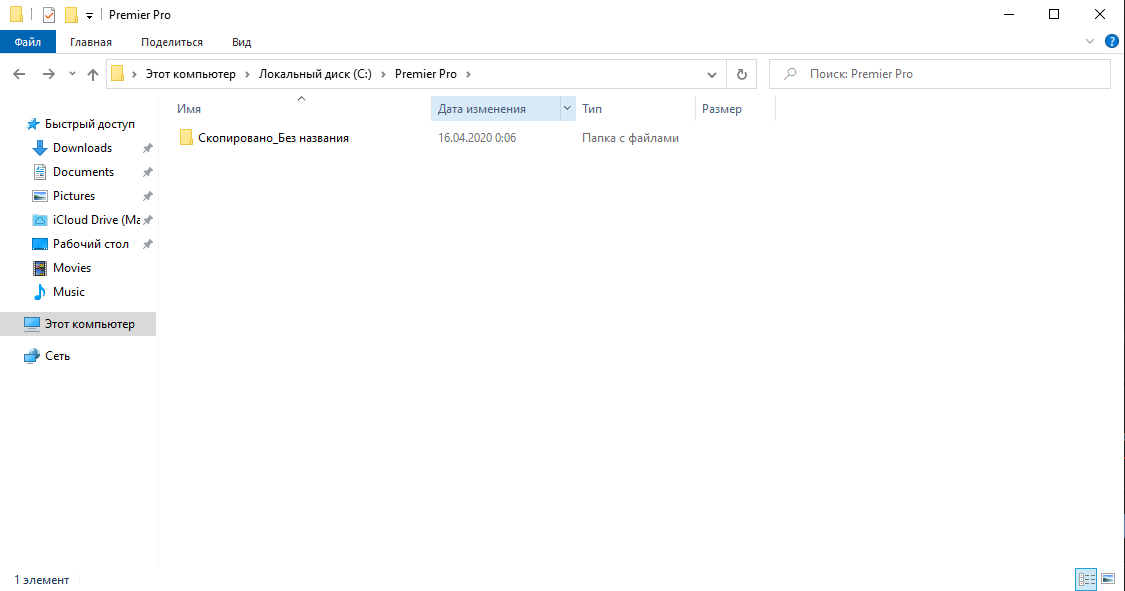 Premier Pro
Файл Главная Поделиться Вид
Этот компьютер Локальный диск (C:) Premier Pro Поиск: Premier Pro
Имя Дата изменения Тип Размер
Скопировано_Без названия 16.04.2020 0:06 Папка с файлами
Быстрый доступ
Downloads
Documents
Pictures
iCloud Drive (Ma
Рабочий стол
Movies
Music
Этот компьютер
Сеть
1 элемент